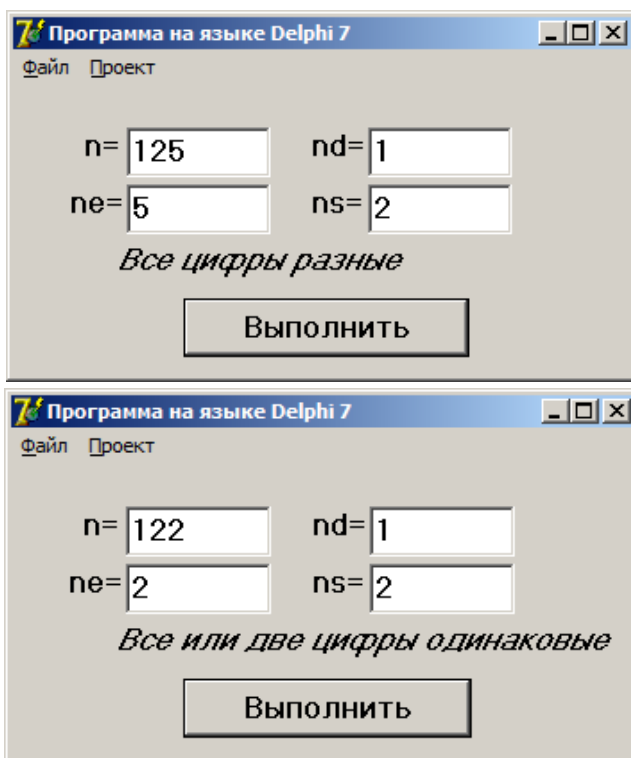 Программа на языке Delphi 7
Файл Проект
n= 125 nd= 1
ne= 5 ns= 2
Все цифры разные
Выполнить
Программа на языке Delphi 7
Файл Проект
n= 122 nd= 1
ne= 2 ns= 2
Все или две цифры одинаковые
Выполнить